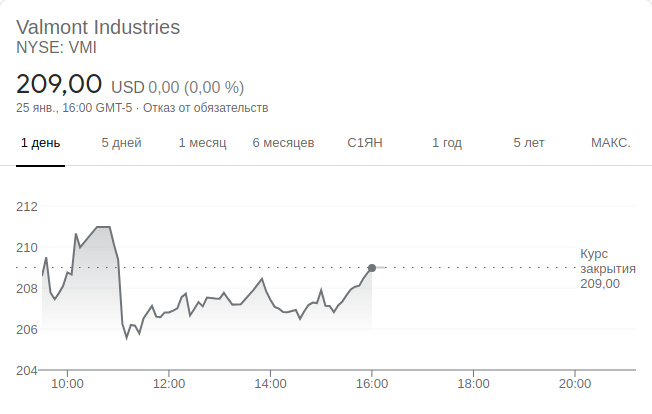 Valmont Industries
NYSE: VMI
209,00 USD 0,00 (0,00 %)
25 янв., 16:00 GMT-5 · Отказ от обязательств
1 день 5 дней 1 месяц 6 месяцев С1ЯН 1 год 5 лет МАКС.
212
210
208
206
204
Курс
закрытия
209,00
10:00 12:00 14:00 16:00 18:00 20:00